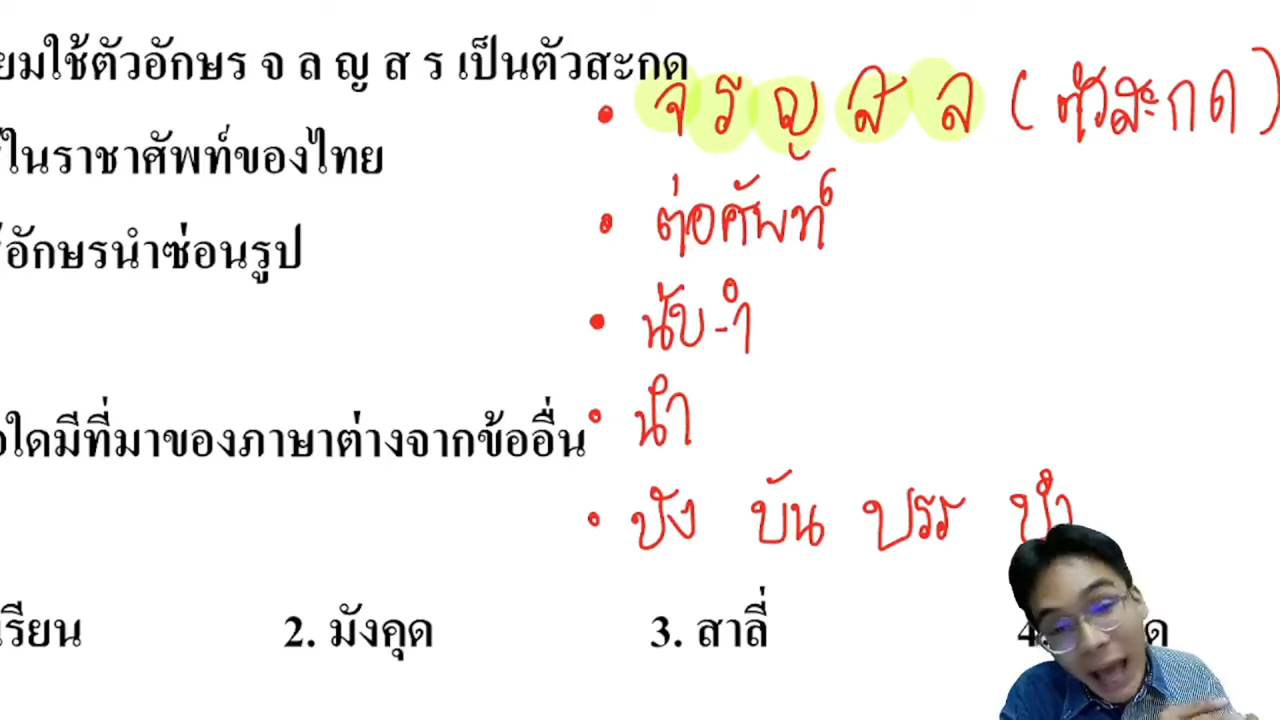 ยมใช้ตัวอักษร จ ล ญ ส ร เป็นตัวสะกด
• จ ร ญ ส ล (ตัวสะกด)
ในราชาศัพท์ของไทย
• ต่อศัพท์
อักษรนำซ่อนรูป
• นับ -ำ
• นำ
ใดมีที่มาของภาษาต่างจากข้ออื่น
• บัง บัน บรร บำ
เรียน 2. มังคุด 3. สาลี่ 4. ด